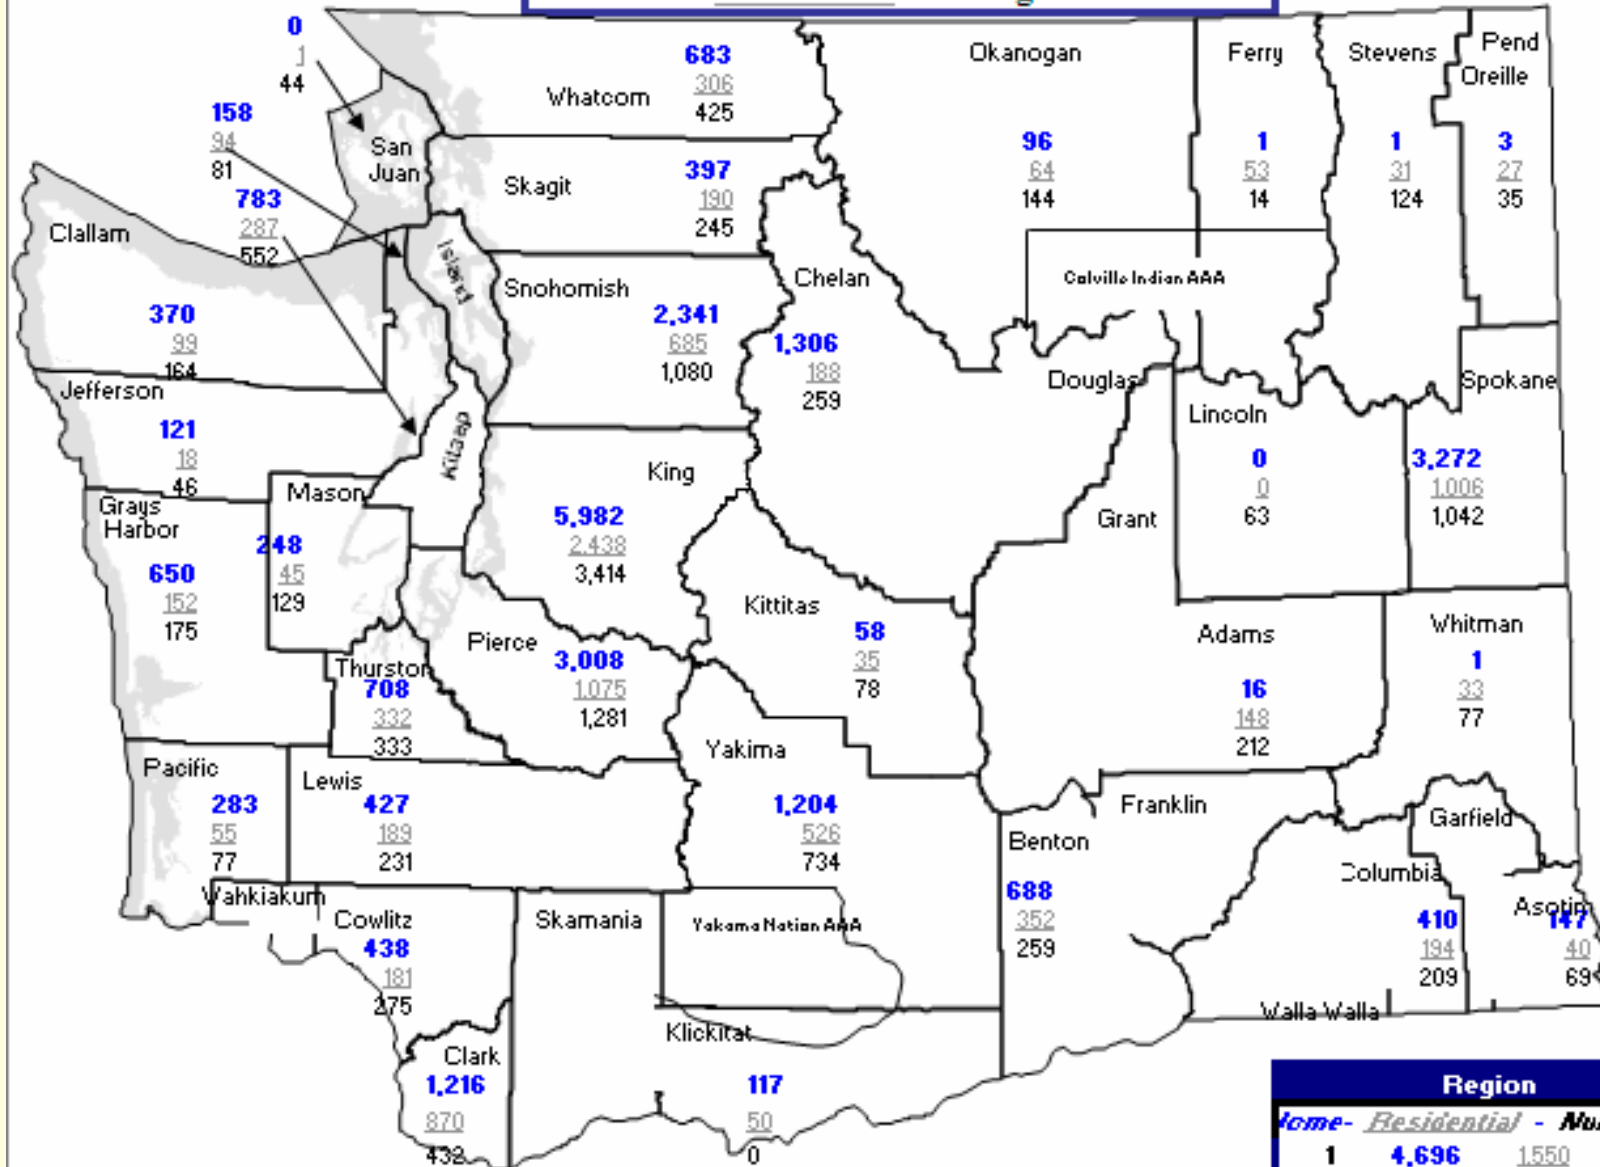 0
1
44
158
94
81
783
287
552
San
Juan
Whatcom
683
306
425
Skagit
397
190
245
Okanogan
96
64
144
Ferry
1
53
14
Stevens
1
31
124
Pend
Oreille
3
27
35
Clallam
370
99
164
Island
Snohomish
2,341
685
1,080
Chelan
1,306
188
259
Colville Indian AAA
Douglas
Jefferson
121
18
46
Kitsap
King
5,982
2,438
3,414
Lincoln
0
0
63
Spokane
3,272
1,006
1,042
Grays
Harbor
650
152
175
Mason
248
45
129
Grant
Kittitas
58
35
78
Adams
16
148
212
Whitman
1
33
77
Pierce
3,008
1,075
1,281
Thurston
708
332
333
Yakima
1,204
526
734
Pacific
283
55
77
Lewis
427
189
231
Franklin
Benton
688
352
259
Garfield
Columbia
410
194
209
Asotin
147
40
69
Wahkiakum
Cowlitz
438
181
275
Skamania
Yakama Nation AAA
Walla Walla
Klickitat
117
50
0
Clark
1,216
870
432
Region
Home- Residential -
1 4,696 1,550